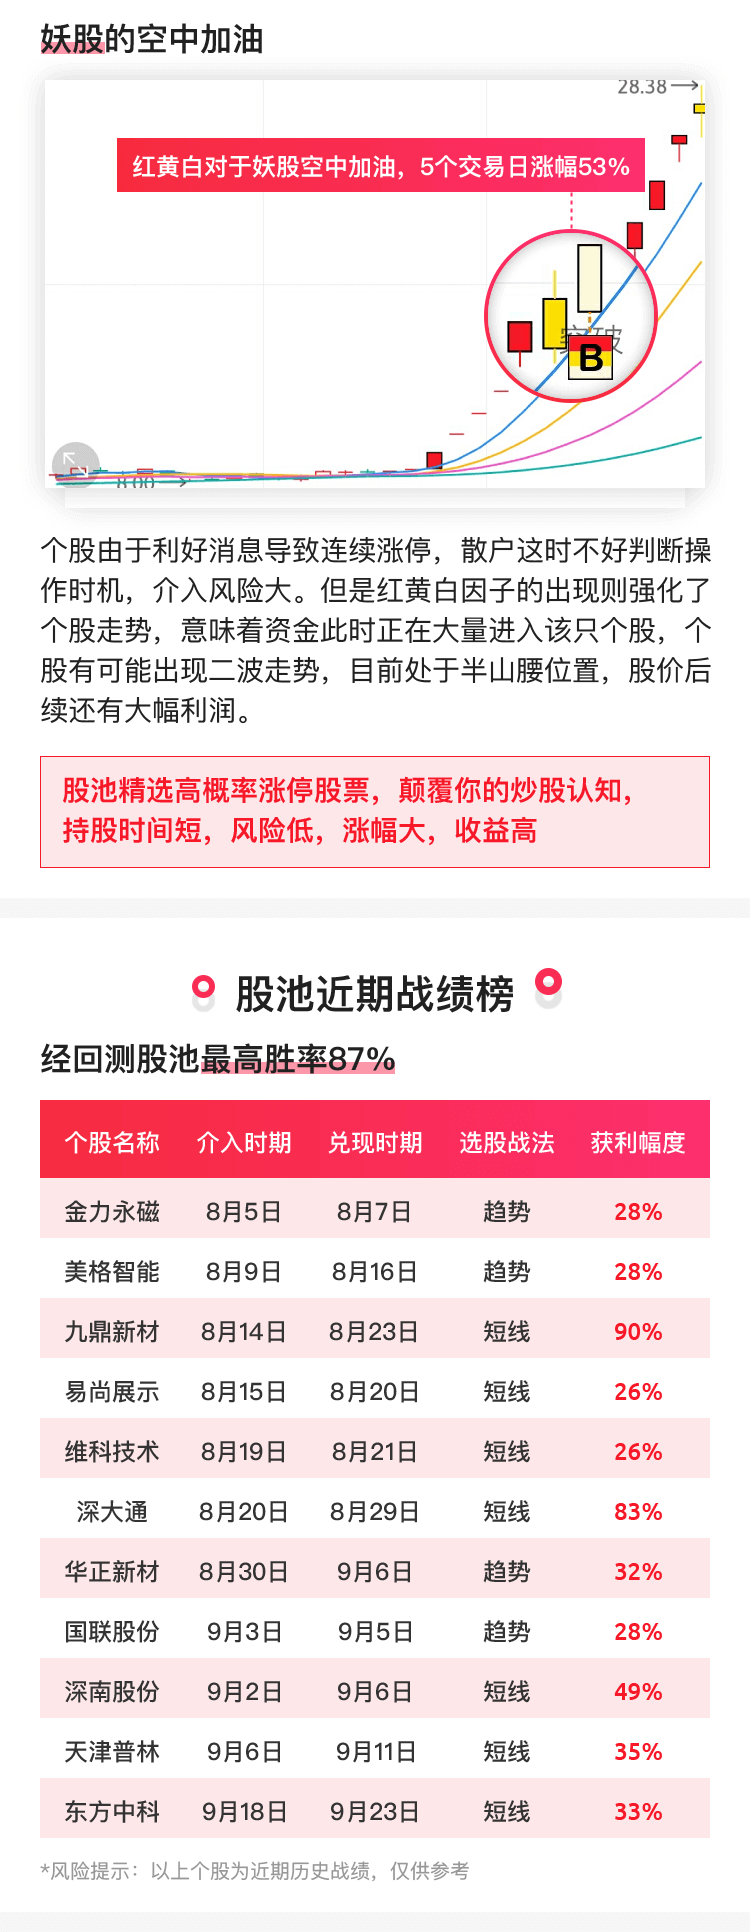 妖股的空中加油
28.38
红黄白对于妖股空中加油，5个交易日涨幅53%
突破
B
8.00
个股由于利好消息导致连续涨停，散户这时不好判断操
作时机，介入风险大。但是红黄白因子的出现则强化了
个股走势，意味着资金此时正在大量进入该只个股，个
股有可能出现二波走势，目前处于半山腰位置，股价后
续还有大幅利润。
股池精选高概率涨停股票，颠覆你的炒股认知，
持股时间短，风险低，涨幅大，收益高
股池近期战绩榜
经回测股池最高胜率87%
个股名称 介入时期 兑现时期 选股战法 获利幅度
金力永磁 8月5日 8月7日 趋势 28%
美格智能 8月9日 8月16日 趋势 28%
九鼎新材 8月14日 8月23日 短线 90%
易尚展示 8月15日 8月20日 短线 26%
维科技术 8月19日 8月21日 短线 26%
深大通 8月20日 8月29日 短线 83%
华正新材 8月30日 9月6日 趋势 32%
国联股份 9月3日 9月5日 趋势 28%
深南股份 9月2日 9月6日 短线 49%
天津普林 9月6日 9月11日 短线 35%
东方中科 9月18日 9月23日 短线 33%
*风险提示：以上个股为近期历史战绩，仅供参考